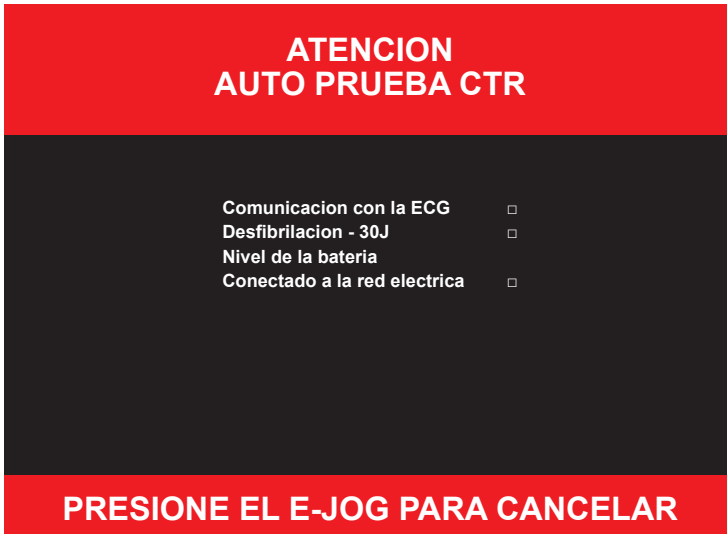 ATENCION
AUTO PRUEBA CTR
Comunicacion con la ECG □
Desfibrilacion - 30J □
Nivel de la bateria
Conectado a la red electrica □
PRESIONE EL E-JOG PARA CANCELAR